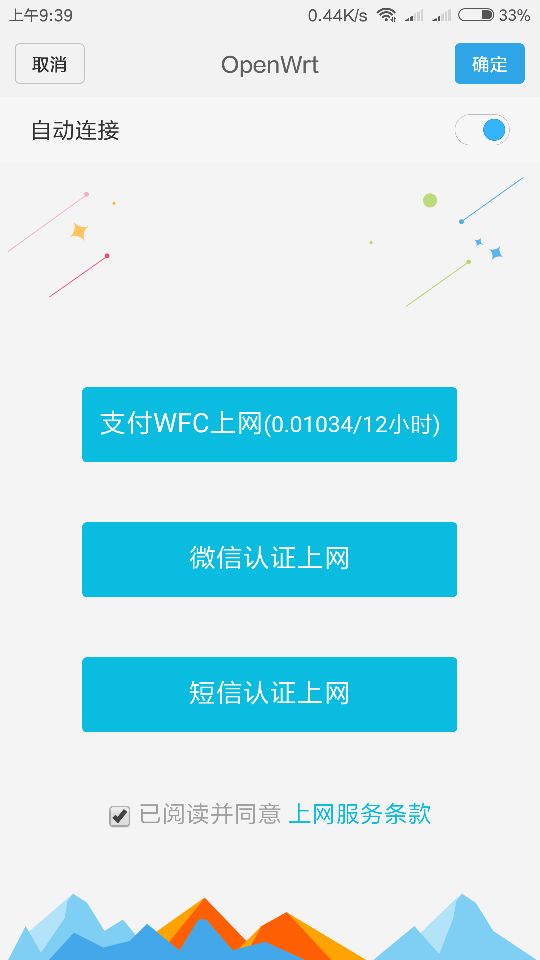 上午9:39 0.44K/s 33%
取消 OpenWrt 确定
自动连接
支付WFC上网(0.01034/12小时)
微信认证上网
短信认证上网
已阅读并同意 上网服务条款